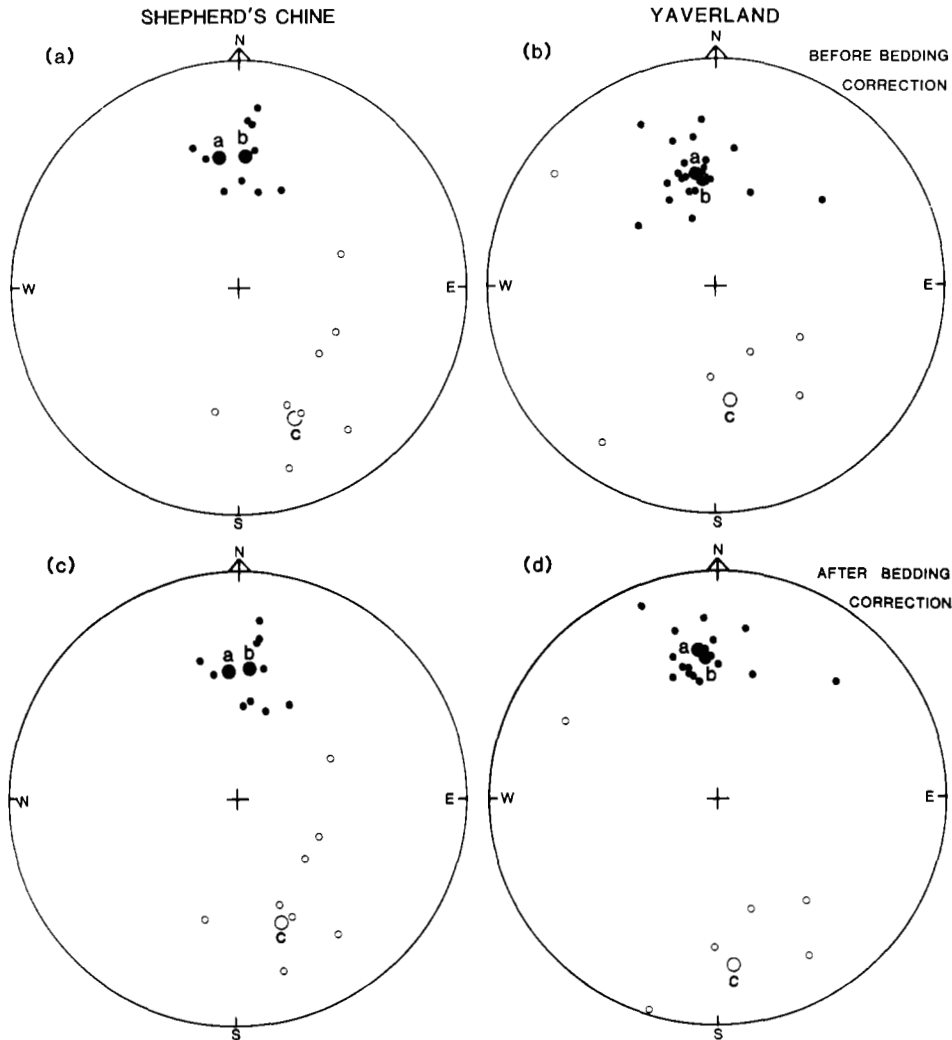 SHEPHERD'S CHINE
YAVERLAND
(a)
N
a b
W
E
c
S
(b)
N
BEFORE BEDDING
CORRECTION
a
b
W
E
c
S
(c)
N
a b
W
E
c
S
(d)
N
AFTER BEDDING
CORRECTION
a
b
W
E
c
S